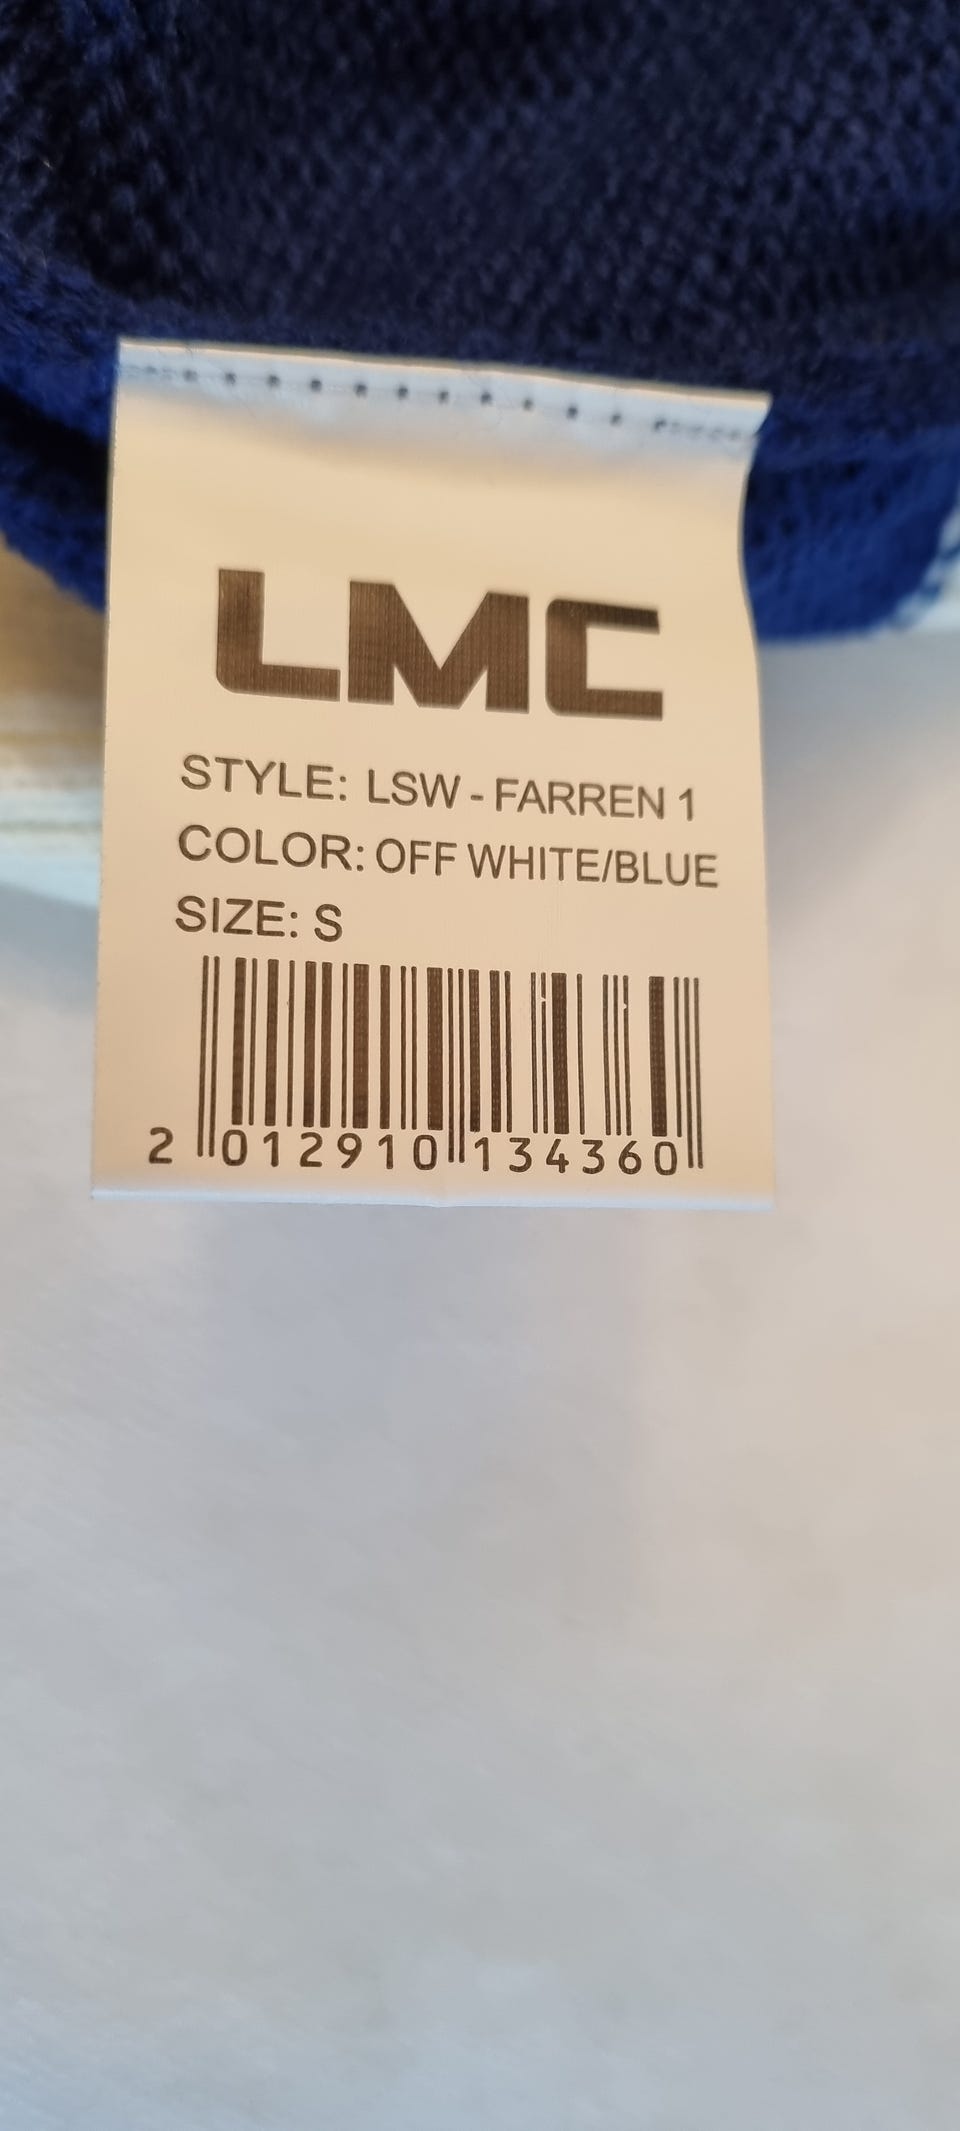 LMC
STYLE: LSW - FARREN 1
COLOR: OFF WHITE/BLUE
SIZE: S
2 012910 134360